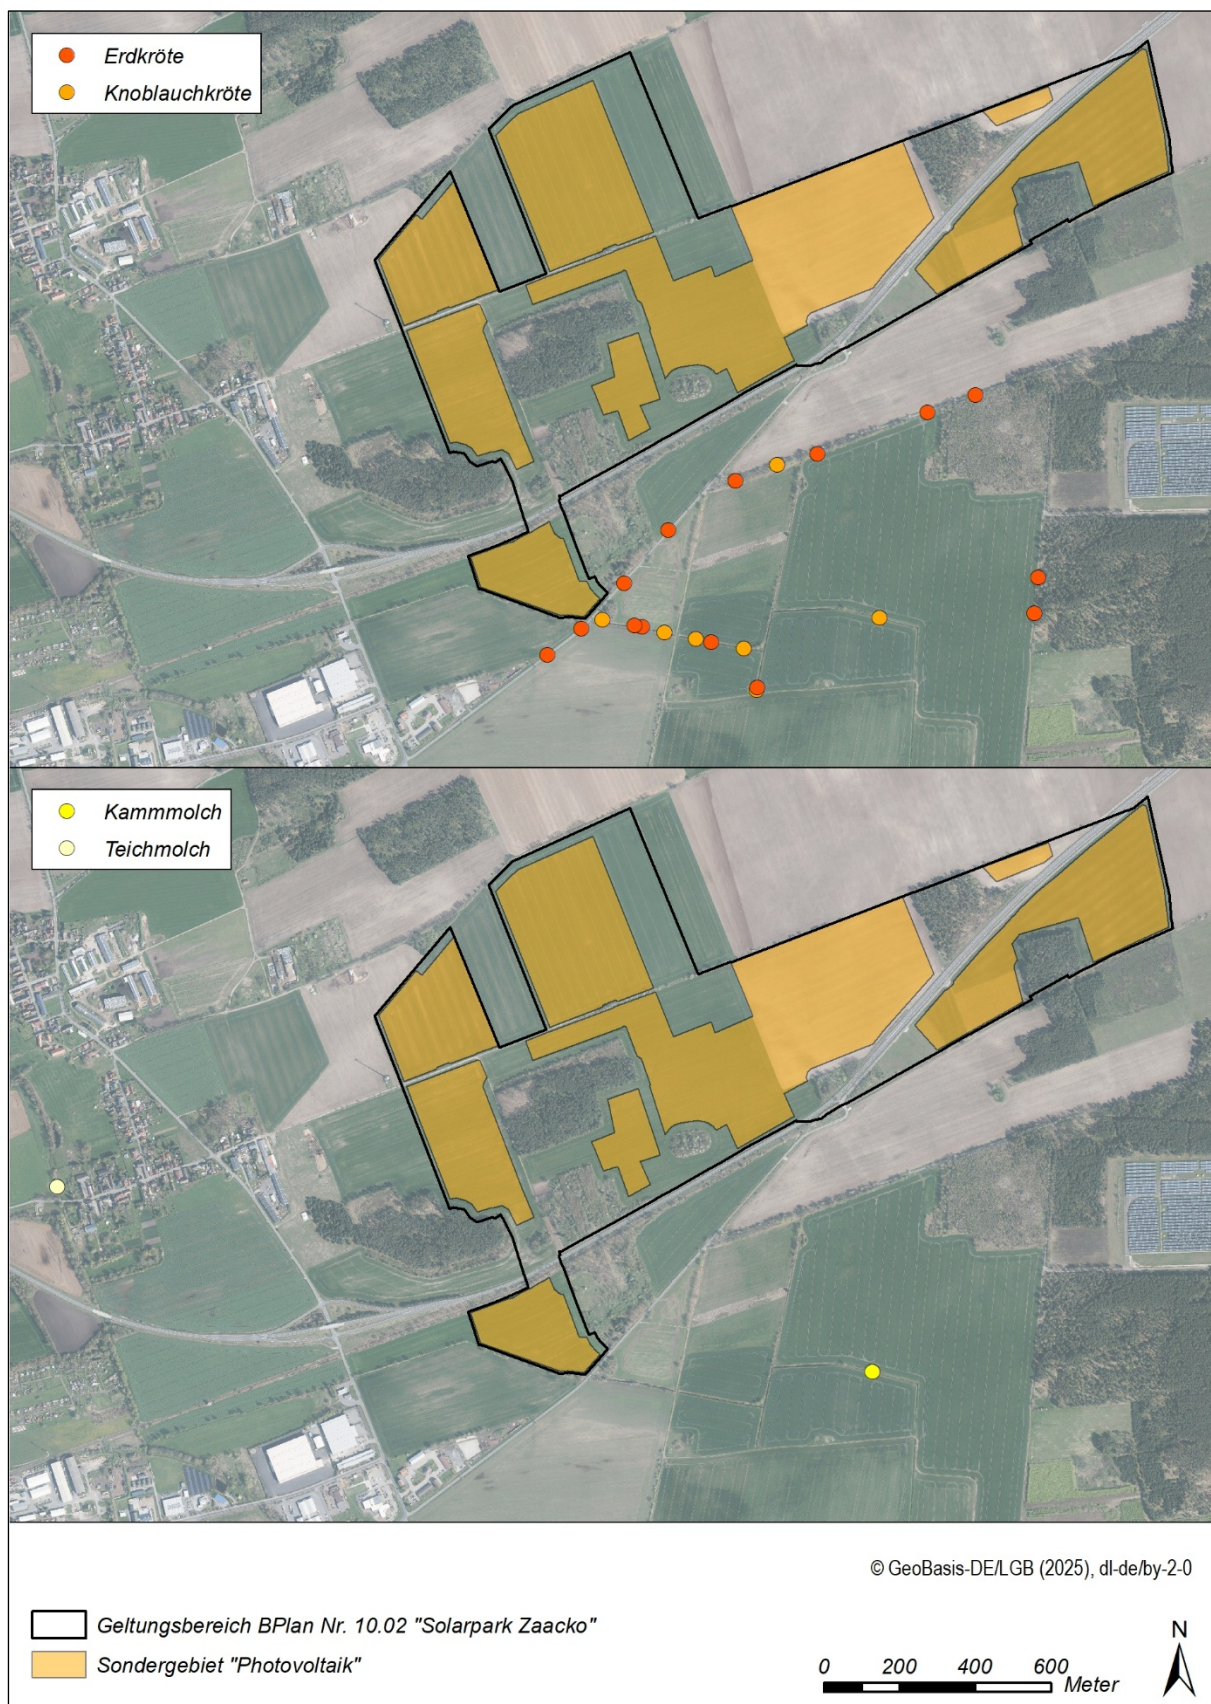 Erdkröte
Knoblauchkröte
Kammmolch
Teichmolch
© GeoBasis-DE/LGB (2025), dl-de/by-2-0
Geltungsbereich BPlan Nr. 10.02 "Solarpark Zaacko"
Sondergebiet "Photovoltaik"
0 200 400 600
Meter
N